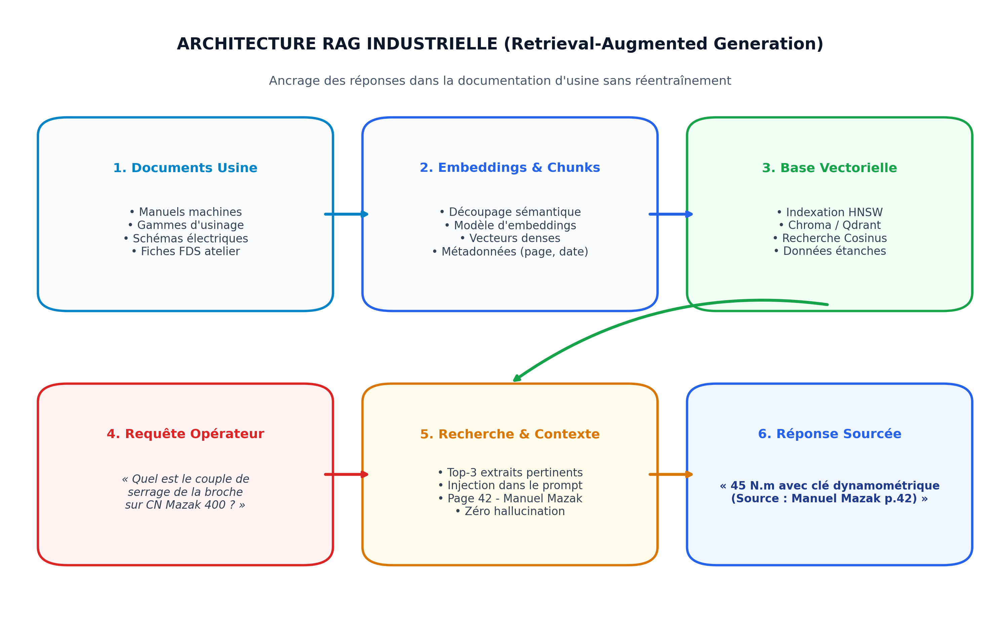 ARCHITECTURE RAG INDUSTRIELLE (Retrieval-Augmented Generation)
Ancrage des réponses dans la documentation d'usine sans réentraînement
1. Documents Usine
• Manuels machines
• Gammes d'usinage
• Schémas électriques
• Fiches FDS atelier
2. Embeddings & Chunks
• Découpage sémantique
• Modèle d'embeddings
• Vecteurs denses
• Métadonnées (page, date)
3. Base Vectorielle
• Indexation HNSW
• Chroma / Qdrant
• Recherche Cosinus
• Données étanches
4. Requête Opérateur
« Quel est le couple de
serrage de la broche
sur CN Mazak 400 ? »
5. Recherche & Contexte
• Top-3 extraits pertinents
• Injection dans le prompt
• Page 42 - Manuel Mazak
• Zéro hallucination
6. Réponse Sourcée
« 45 N.m avec clé dynamométrique
(Source : Manuel Mazak p.42) »